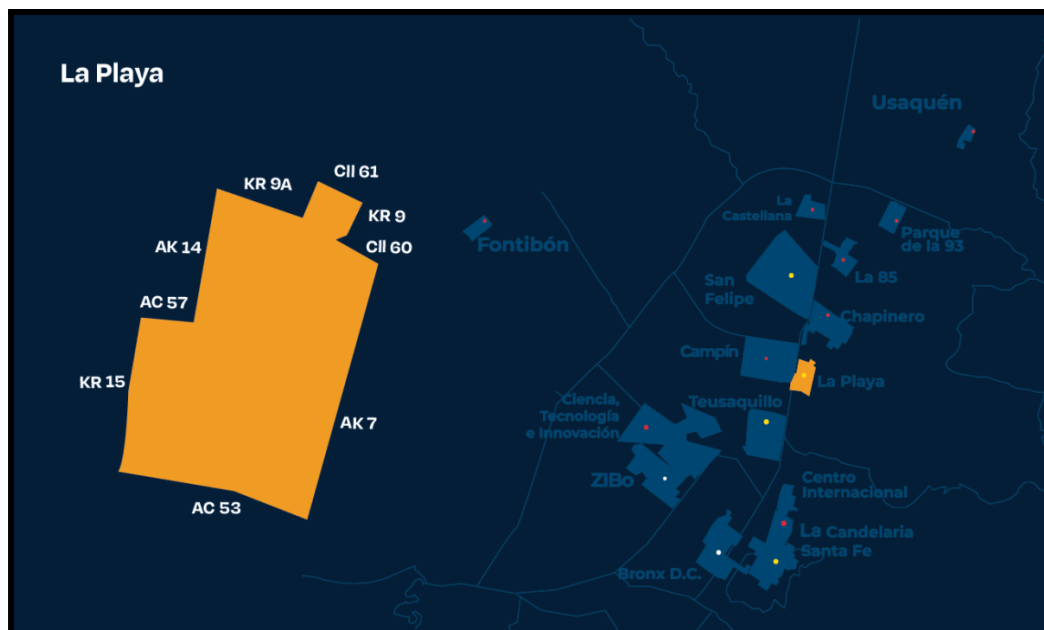 La Playa
Cll 61
KR 9A
KR 9
AK 14
Cll 60
AC 57
KR 15
AK 7
AC 53
Usaquén
La
Castellana
Parque
de la 93
Fontibón
La 85
San
Felipe
Chapinero
Campín
La Playa
Ciencia,
Tecnología
e Innovación
Teusaquillo
ZIBo
Centro
Internacional
La Candelaria
Santa Fe
Bronx D.C.